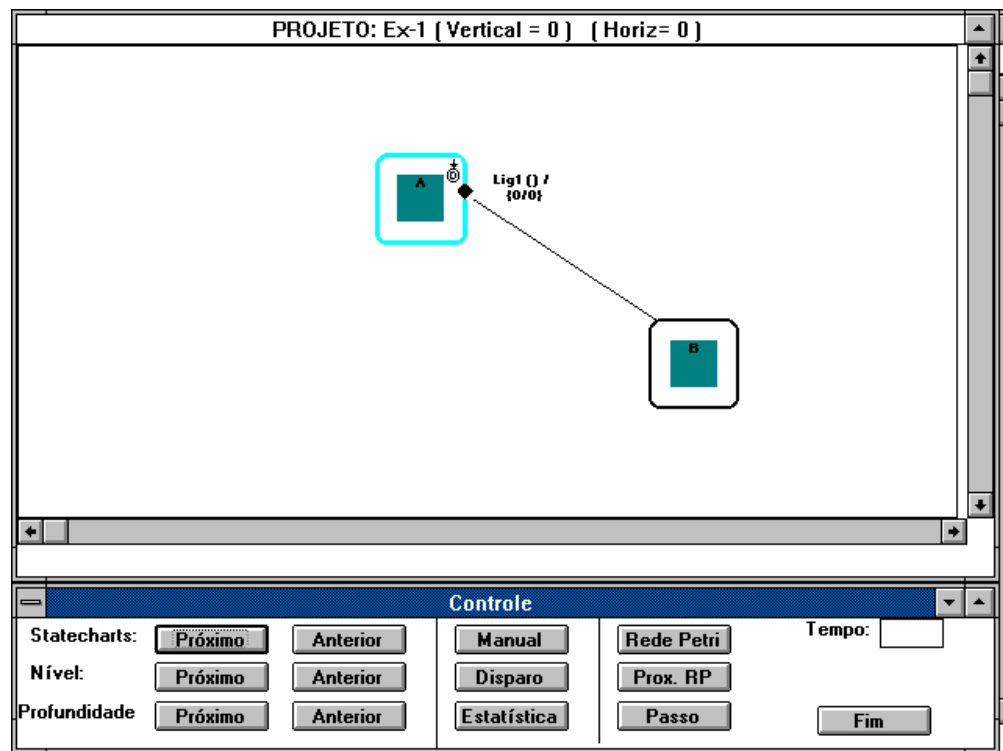 PROJETO: Ex-1 ( Vertical = 0 ) ( Horiz= 0 )
A
D
Lig1 () /
{0/0}
B
Controle
Statecharts: Próximo Anterior Manual Rede Petri Tempo:
Nível: Próximo Anterior Disparo Prox. RP
Profundidade Próximo Anterior Estatística Passo Fim